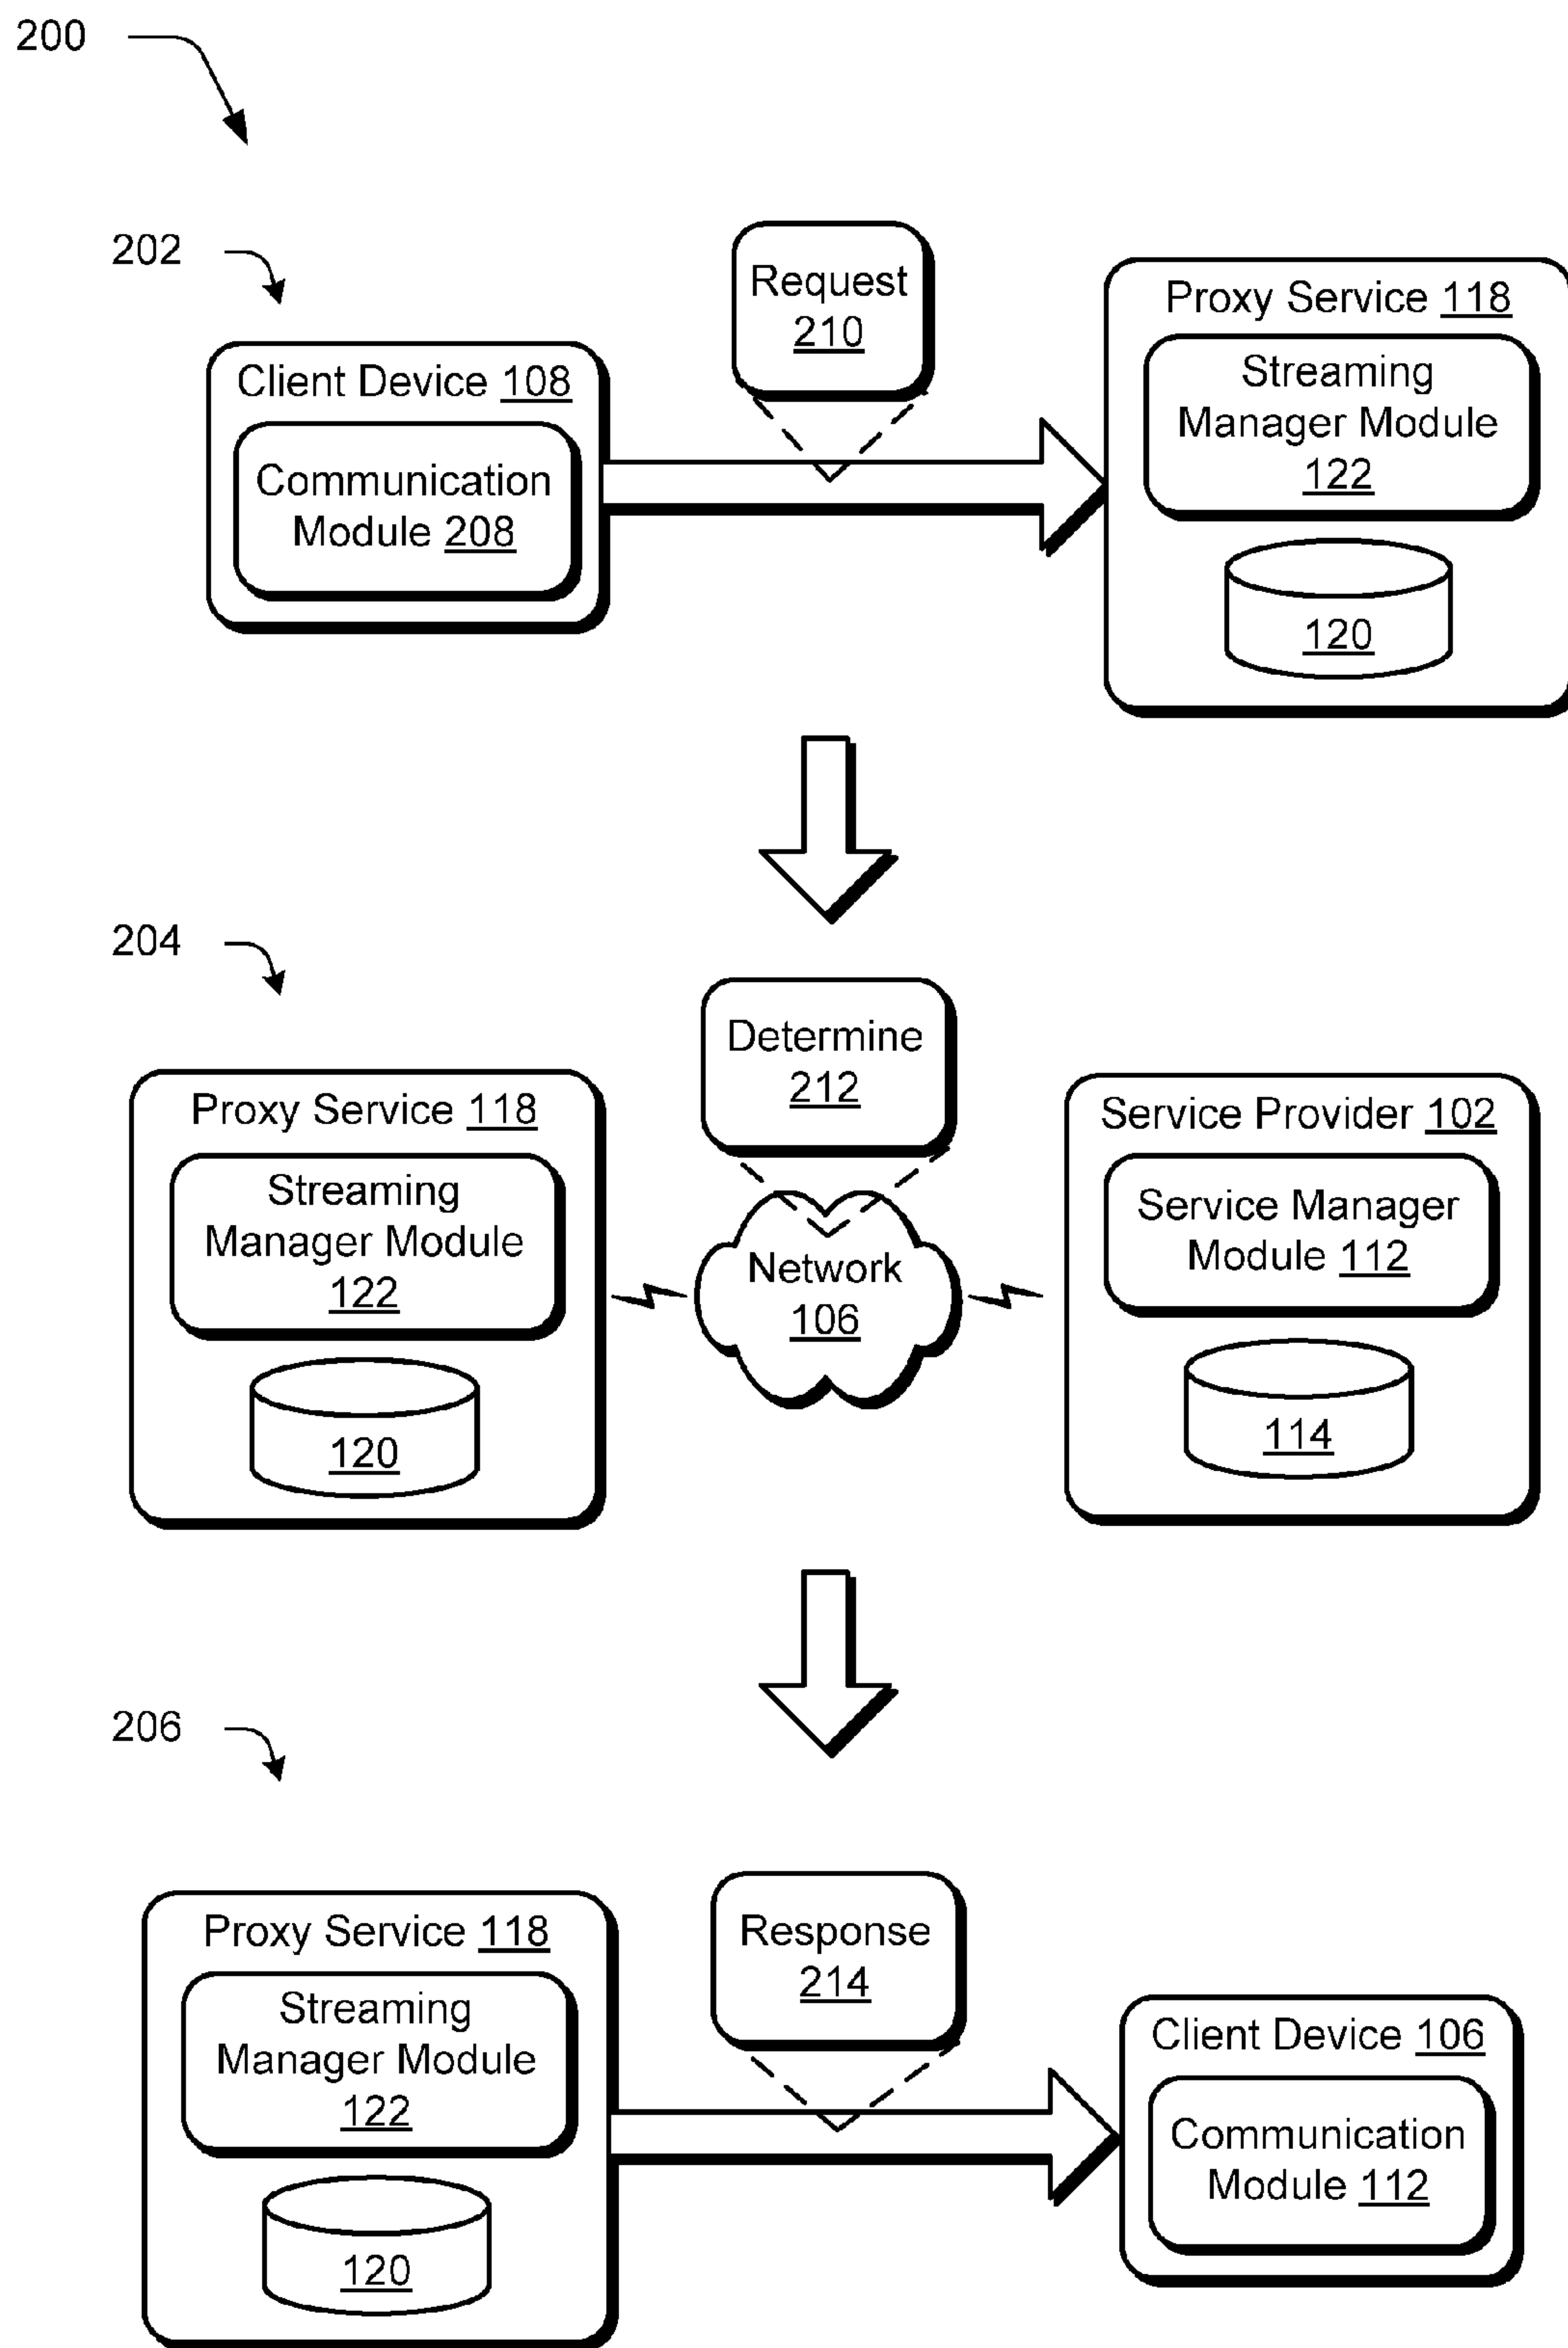 200
202
Request
210
Proxy Service 118
Streaming
Manager Module
122
120
Client Device 108
Communication
Module 208
204
Determine
212
Proxy Service 118
Streaming
Manager Module
122
120
Network
106
Service Provider 102
Service Manager
Module 112
114
206
Response
214
Proxy Service 118
Streaming
Manager Module
122
120
Client Device 106
Communication
Module 112